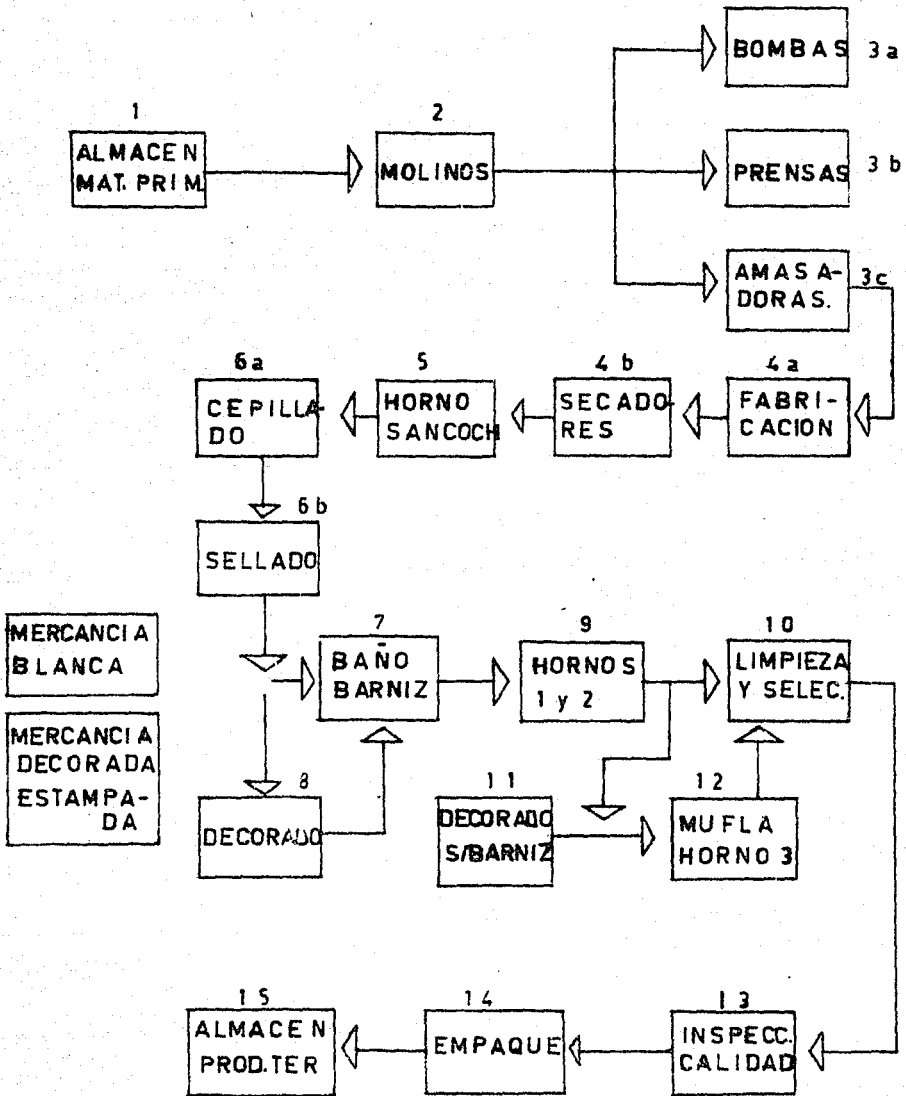 BOMBAS 3a
1
ALMACEN
MAT. PRIM.
2
MOLINOS
PRENSAS 3b
AMASA-
DORAS.
3c
6a
CEPILLA-
DO
5
HORNO
SANCOCH
4b
SECADO-
RES
4a
FABRI-
CACION
6b
SELLADO
MERCANCIA
BLANCA
MERCANCIA
DECORADA
ESTAMPA-
DA
7
BAÑO
BARNIZ
9
HORNOS
1 y 2
10
LIMPIEZA
Y SELEC.
8
DECORADO
11
DECORADO
S/BARNIZ
12
MUFLA
HORNO 3
15
ALMACEN
PROD.TER
14
EMPAQUE
13
INSPECC.
CALIDAD